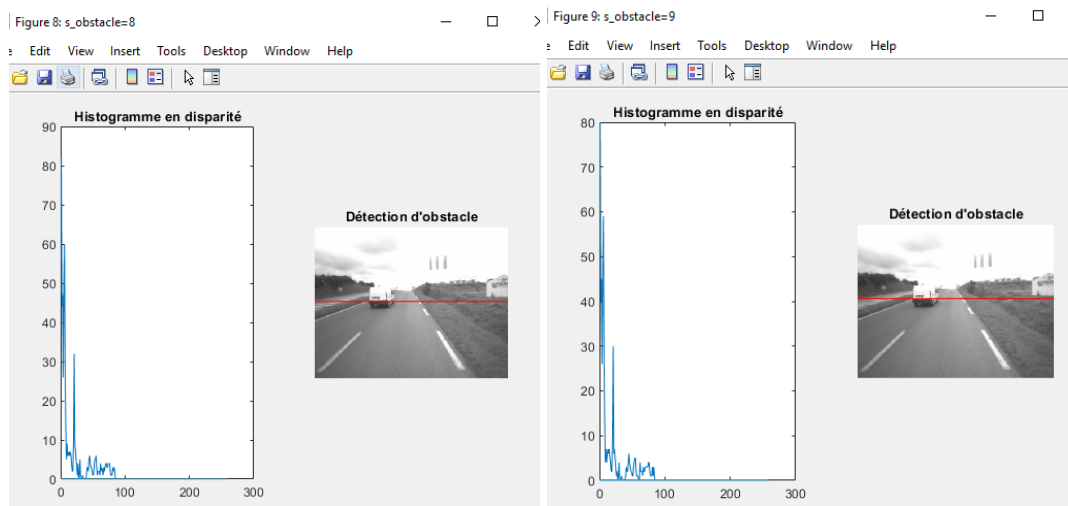 Figure 8: s_obstacle=8
Edit View Insert Tools Desktop Window Help
Histogramme en disparité
90
80
70
60
50
40
30
20
10
0
0 100 200 300
Détection d'obstacle
Figure 9: s_obstacle=9
Edit View Insert Tools Desktop Window Help
Histogramme en disparité
80
70
60
50
40
30
20
10
0
0 100 200 300
Détection d'obstacle